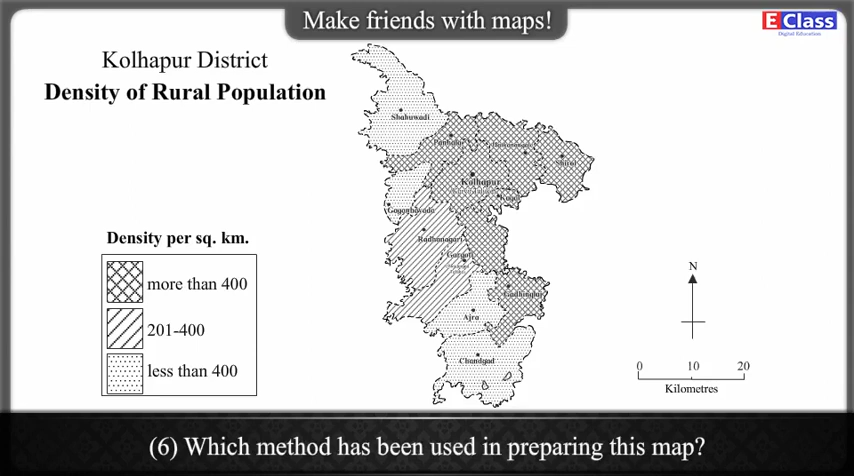 Make friends with maps!
EClass
Digital Education
Kolhapur District
Density of Rural Population
Shahuwadi
Panhala
Hatkanangale
Shirol
Kolhapur
Kagal
Gaganbawada
Radhanagari
Gargoti
Gadhinglaj
Ajra
Chandgad
Density per sq. km.
more than 400
201-400
less than 400
N
0 10 20
Kilometres
(6) Which method has been used in preparing this map?